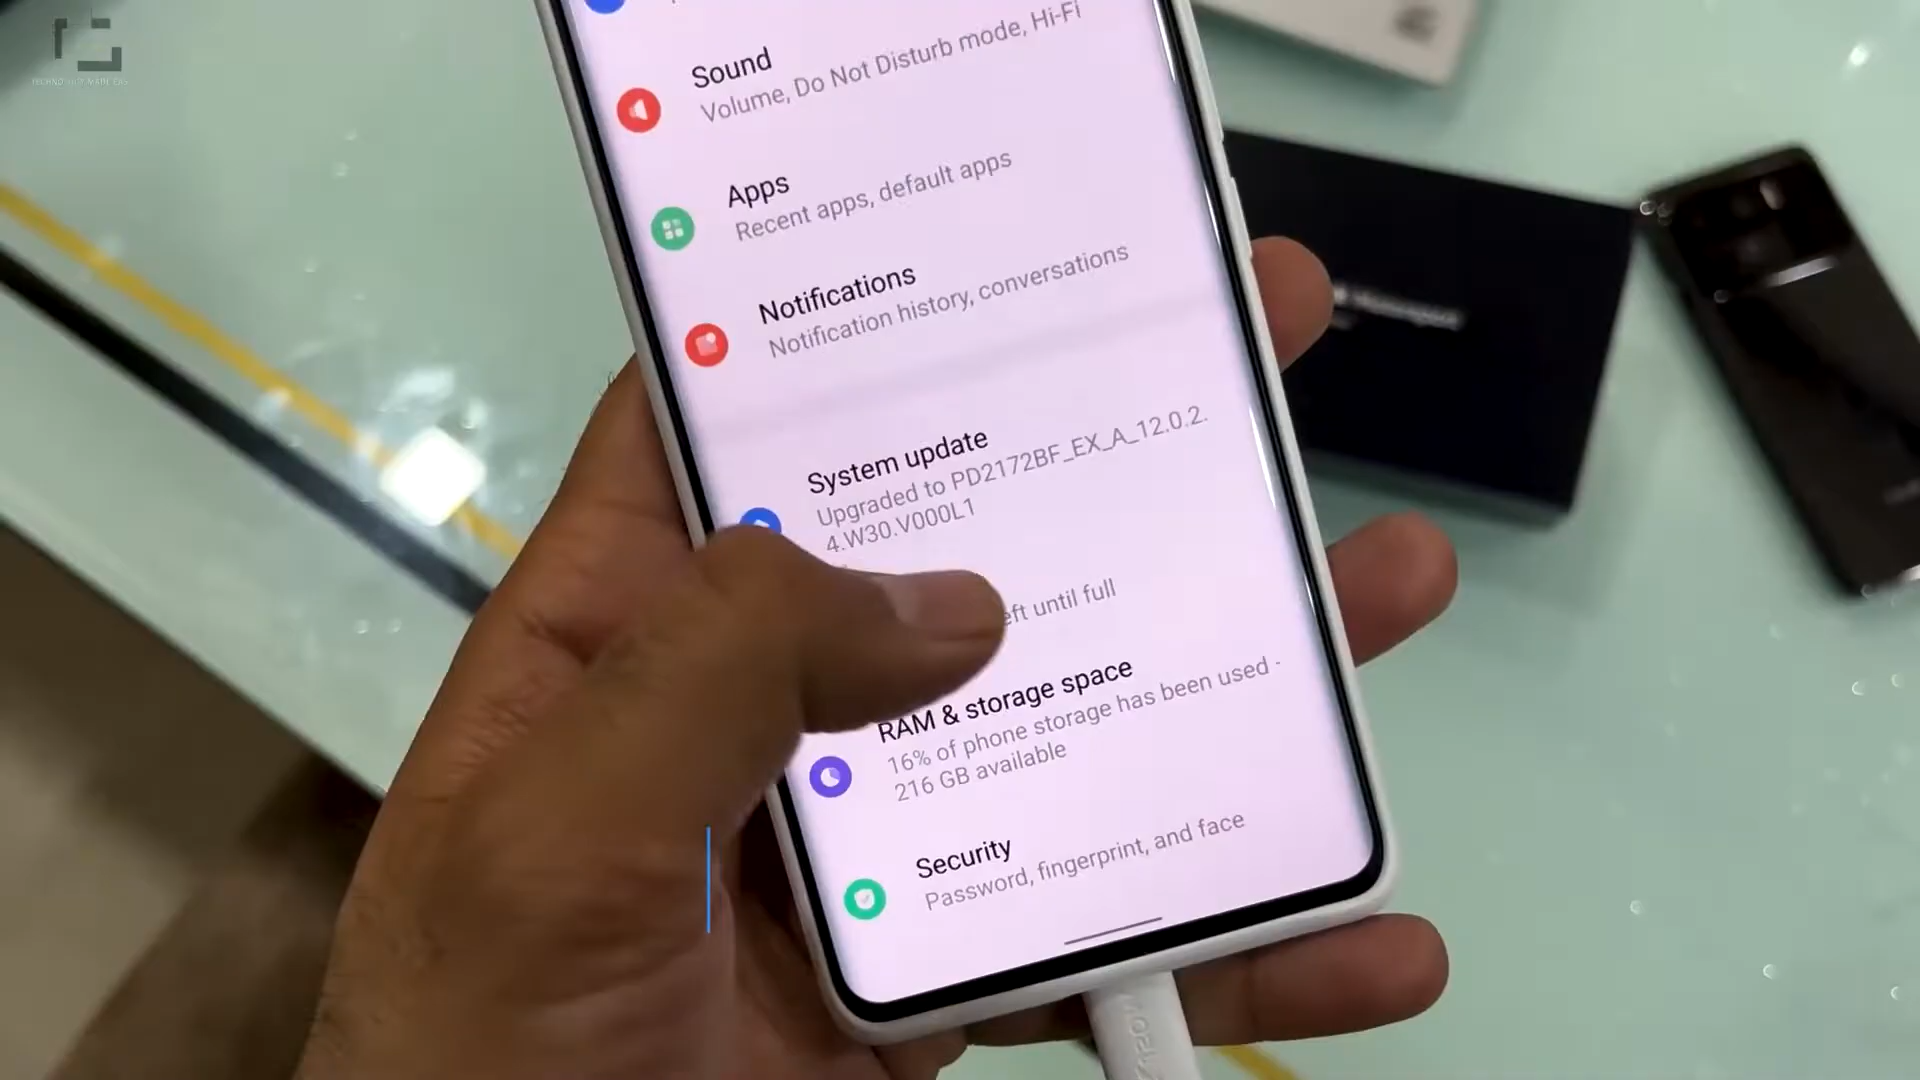 Sound
Volume, Do Not Disturb mode, Hi-Fi
Apps
Recent apps, default apps
Notifications
Notification history, conversations
System update
Upgraded to PD2172BF_EX_A_12.0.2.
4.W30.V000L1
eft until full
RAM & storage space
16% of phone storage has been used -
216 GB available
Security
Password, fingerprint, and face